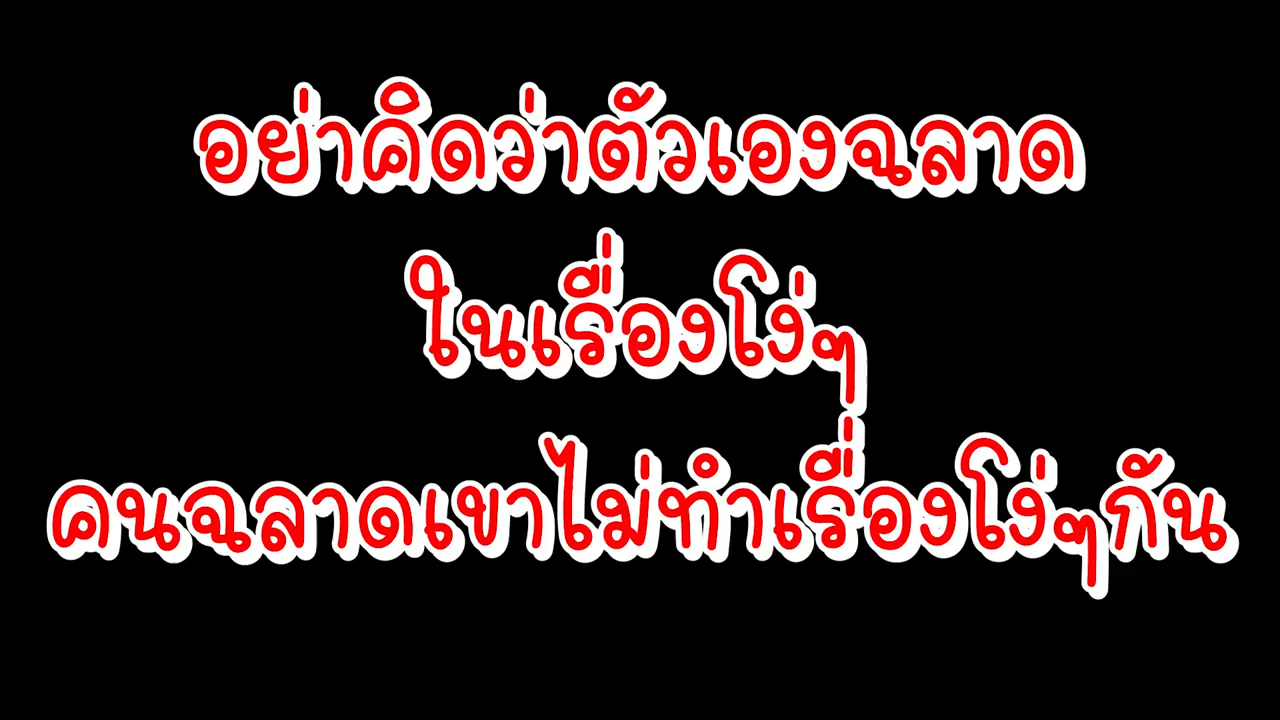 อย่าคิดว่าตัวเองฉลาด
ในเรื่องโง่ๆ
คนฉลาดเขาไม่ทำเรื่องโง่ๆกัน